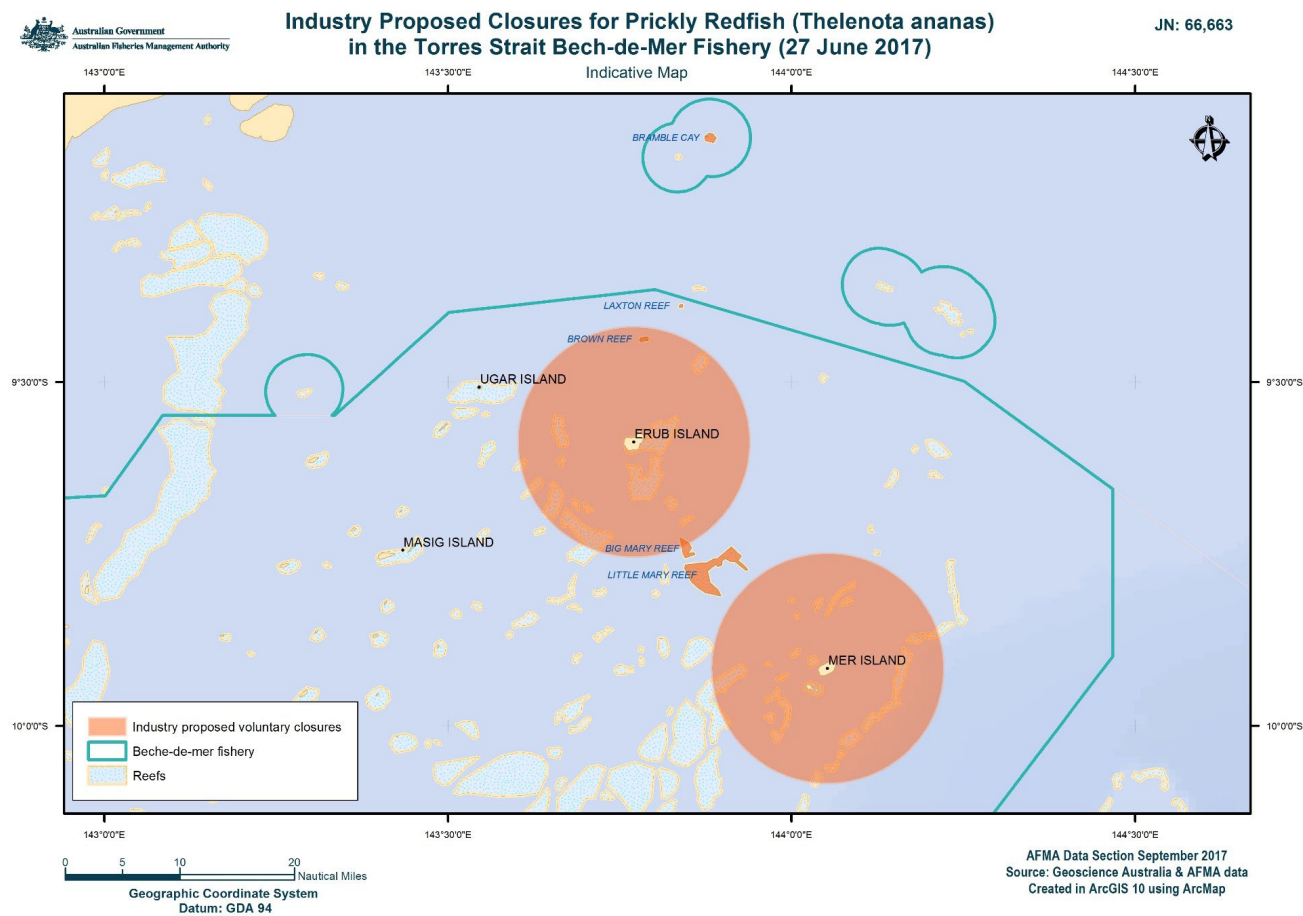 Australian Government
Australian Fisheries Management Authority
Industry Proposed Closures for Prickly Redfish (Thelenota ananas)
in the Torres Strait Bech-de-Mer Fishery (27 June 2017)
Indicative Map
JN: 66,663
143°0'0"E 143°30'0"E 144°0'0"E 144°30'0"E
BRAMBLE CAY
LAXTON REEF
BROWN REEF
9°30'0"S 9°30'0"S
UGAR ISLAND
ERUB ISLAND
MASIG ISLAND
BIG MARY REEF
LITTLE MARY REEF
MER ISLAND
10°0'0"S 10°0'0"S
Industry proposed voluntary closures
Beche-de-mer fishery
Reefs
143°0'0"E 143°30'0"E 144°0'0"E 144°30'0"E
0 5 10 20
Nautical Miles
Geographic Coordinate System
Datum: GDA 94
AFMA Data Section September 2017
Source: Geoscience Australia & AFMA data
Created in ArcGIS 10 using ArcMap